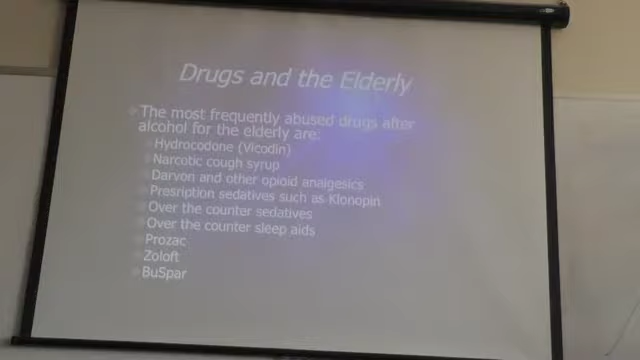 Drugs and the Elderly
The most frequently abused drugs after
alcohol for the elderly are:
Hydrocodone (Vicodin)
Narcotic cough syrup
Darvon and other opioid analgesics
Prosription sedatives such as Klonopin
Over the counter sedatives
Over the counter sleep aids
Prozac
Zoloft
BuSpar